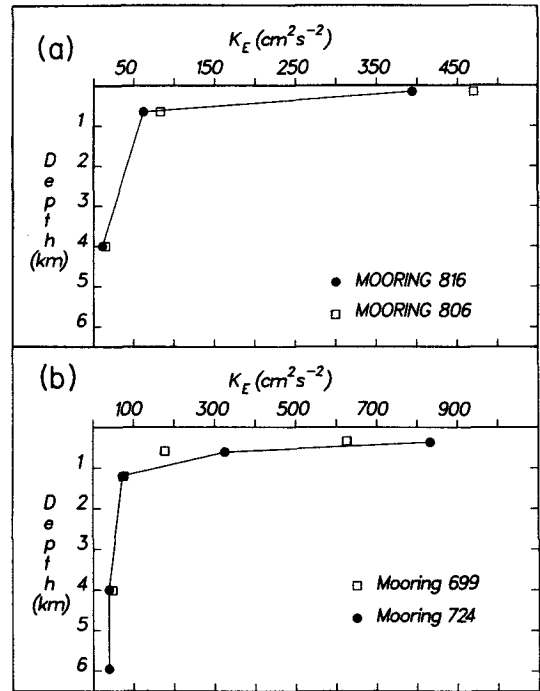 (a)
K_E (cm²s⁻²)
50 150 250 350 450
1
2
3
4
5
6
Depth
(km)
MOORING 816
MOORING 806
(b)
K_E (cm²s⁻²)
100 300 500 700 900
1
2
3
4
5
6
Depth
(km)
Mooring 699
Mooring 724